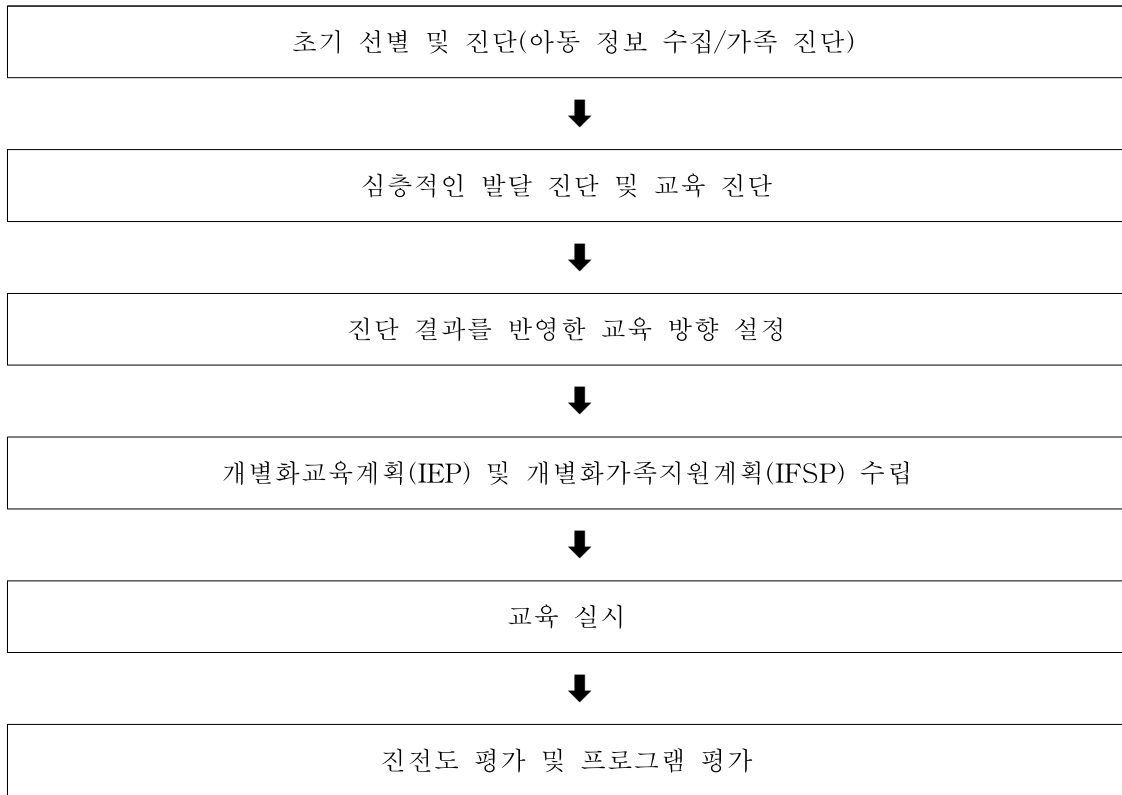 초기 선별 및 진단(아동 정보 수집/가족 진단)
심층적인 발달 진단 및 교육 진단
진단 결과를 반영한 교육 방향 설정
개별화교육계획(IEP) 및 개별화가족지원계획(IFSP) 수립
교육 실시
진전도 평가 및 프로그램 평가